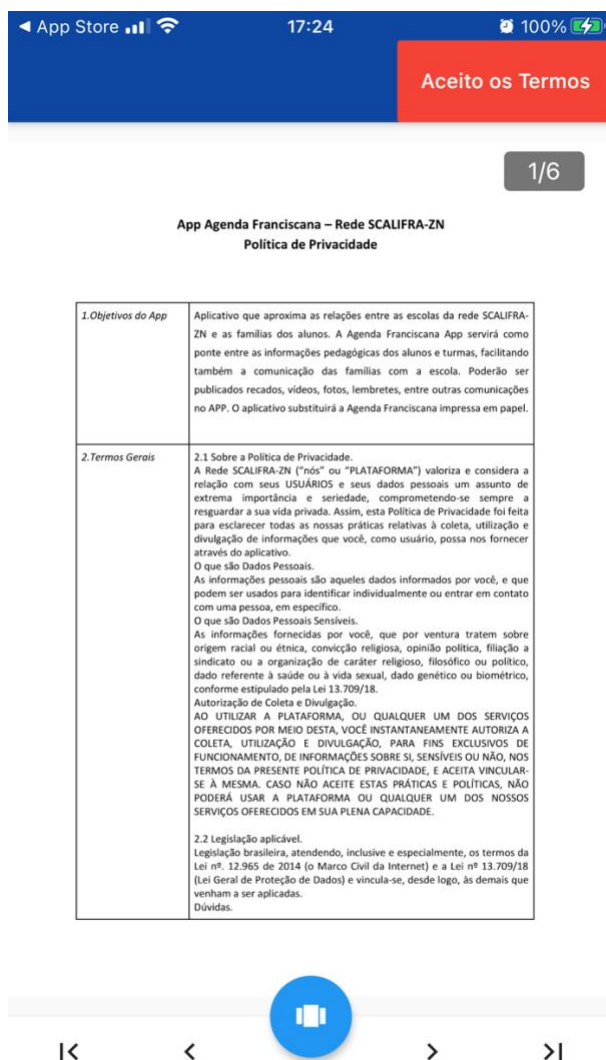 App Store 17:24 100%
Aceito os Termos
1/6
App Agenda Franciscana – Rede SCALIFRA-ZN
Política de Privacidade
1.Objetivos do App
Aplicativo que aproxima as relações entre as escolas da rede SCALIFRA-
ZN e as famílias dos alunos. A Agenda Franciscana App servirá como
ponte entre as informações pedagógicas dos alunos e turmas, facilitando
também a comunicação das famílias com a escola. Poderão ser
publicados recados, vídeos, fotos, lembretes, entre outras comunicações
no APP. O aplicativo substituirá a Agenda Franciscana impressa em papel.
2.Termos Gerais
2.1 Sobre a Política de Privacidade.
A Rede SCALIFRA-ZN (“nós” ou “PLATAFORMA”) valoriza e considera a
relação com seus USUÁRIOS e seus dados pessoais um assunto de
extrema importância e seriedade, comprometendo-se sempre a
resguardar a sua vida privada. Assim, esta Política de Privacidade foi feita
para esclarecer todas as nossas práticas relativas à coleta, utilização e
divulgação de informações que você, como usuário, possa nos fornecer
através do aplicativo.
O que são Dados Pessoais.
As informações pessoais são aqueles dados informados por você, e que
podem ser usados para identificar individualmente ou entrar em contato
com uma pessoa, em específico.
O que são Dados Pessoais Sensíveis.
As informações fornecidas por você, que por ventura tratem sobre
origem racial ou étnica, convicção religiosa, opinião política, filiação a
sindicato ou a organização de caráter religioso, filosófico ou político,
dado referente à saúde ou à vida sexual, dado genético ou biométrico,
conforme estipulado pela Lei 13.709/18.
Autorização de Coleta e Divulgação.
AO UTILIZAR A PLATAFORMA, OU QUALQUER UM DOS SERVIÇOS
OFERECIDOS POR MEIO DESTA, VOCÊ INSTANTANEAMENTE AUTORIZA A
COLETA, UTILIZAÇÃO E DIVULGAÇÃO, PARA FINS EXCLUSIVOS DE
FUNCIONAMENTO, DE INFORMAÇÕES SOBRE SI, SENSÍVEIS OU NÃO, NOS
TERMOS DA PRESENTE POLÍTICA DE PRIVACIDADE, E ACEITA VINCULAR-
SE À MESMA. CASO NÃO ACEITE ESTAS PRÁTICAS E POLÍTICAS, NÃO
PODERÁ USAR A PLATAFORMA OU QUALQUER UM DOS NOSSOS
SERVIÇOS OFERECIDOS EM SUA PLENA CAPACIDADE.
2.2 Legislação aplicável.
Legislação brasileira, atendendo, inclusive e especialmente, os termos da
Lei nº. 12.965 de 2014 (o Marco Civil da Internet) e a Lei nº 13.709/18
(Lei Geral de Proteção de Dados) e vincula-se, desde logo, às demais que
venham a ser aplicadas.
Dúvidas.